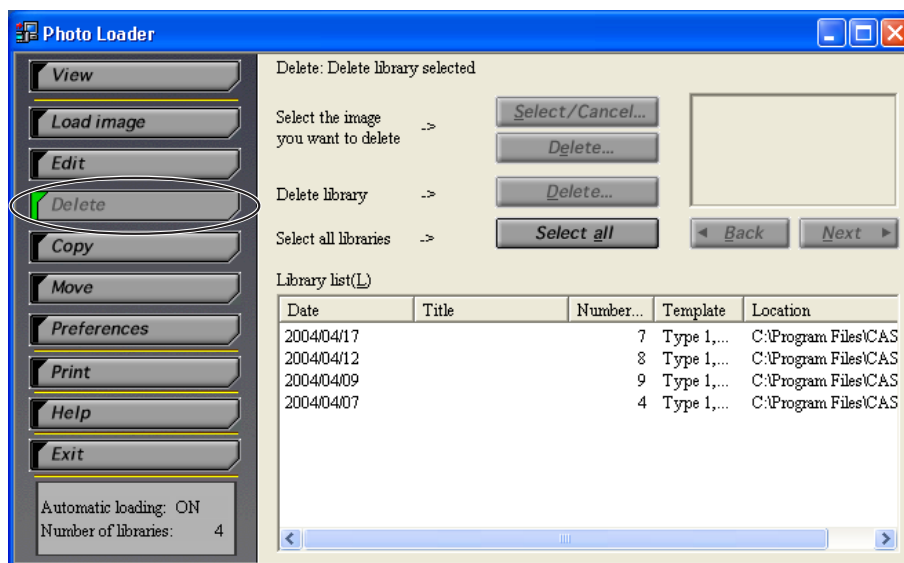 Photo Loader
View
Load image
Edit
Delete
Copy
Move
Preferences
Print
Help
Exit
Automatic loading: ON
Number of libraries: 4
Delete: Delete library selected
Select the image
you want to delete -> Select/Cancel...
Delete...
Delete library -> Delete...
Select all libraries -> Select all
Back Next
Library list(L)
Date Title Number... Template Location
2004/04/17 7 Type 1,... C:\Program Files\CAS
2004/04/12 8 Type 1,... C:\Program Files\CAS
2004/04/09 9 Type 1,... C:\Program Files\CAS
2004/04/07 4 Type 1,... C:\Program Files\CAS